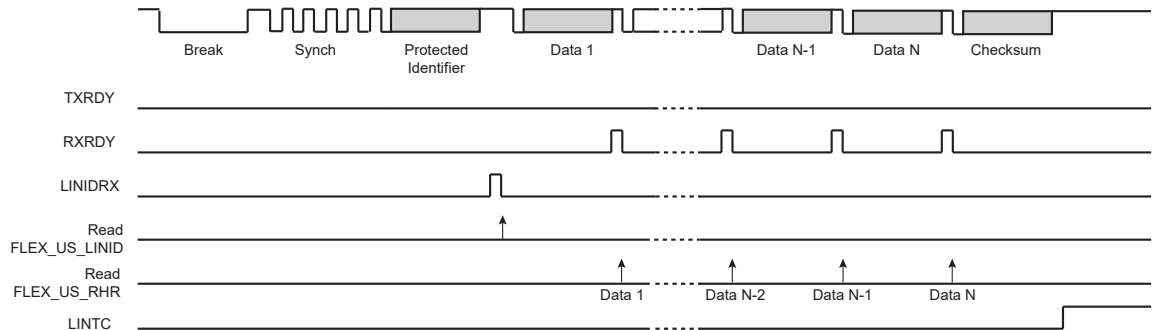 Break Synch Protected Data 1 Data N-1 Data N Checksum
Identifier
TXRDY
RXRDY
LINIDRX
Read
FLEX_US_LINID
Read
FLEX_US_RHR
Data 1 Data N-2 Data N-1 Data N
LINTC